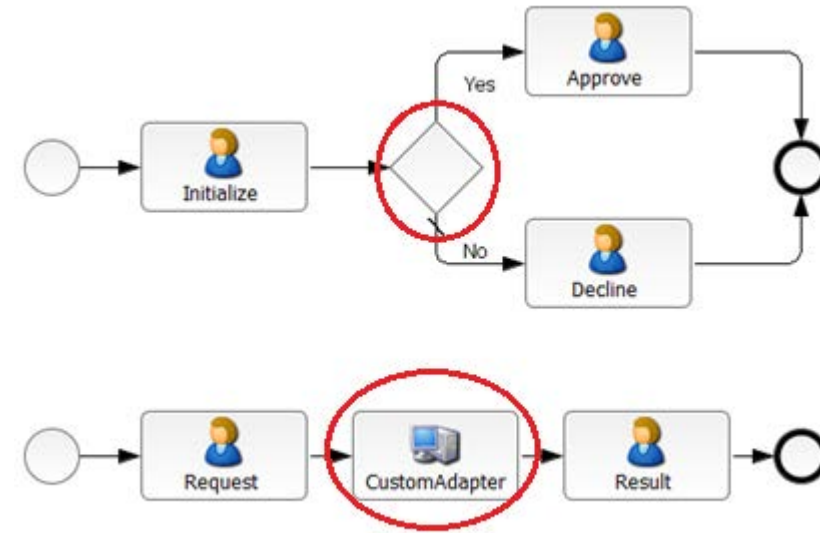 Approve
Yes
Initialize
No
Decline
Request
CustomAdapter
Result